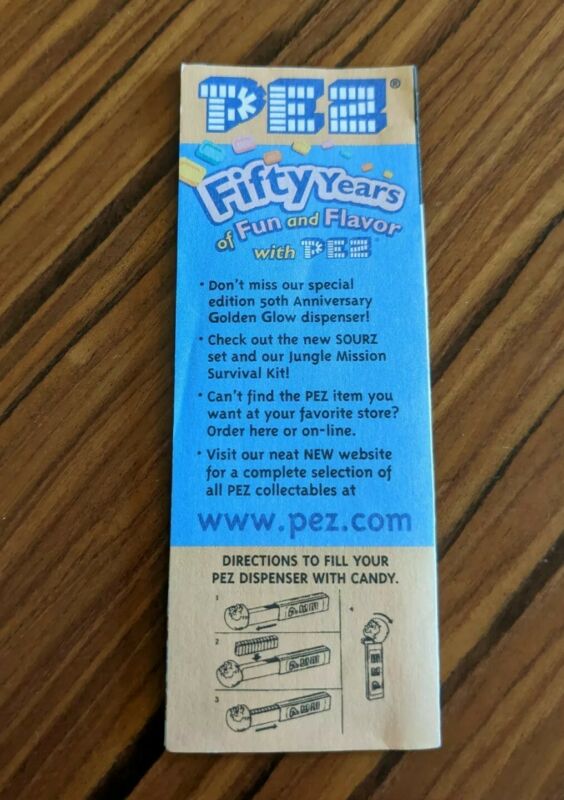 PEZ®
Fifty Years
of Fun and Flavor
with PEZ
• Don't miss our special
edition 50th Anniversary
Golden Glow dispenser!
• Check out the new SOURZ
set and our Jungle Mission
Survival Kit!
• Can't find the PEZ item you
want at your favorite store?
Order here or on-line.
• Visit our neat NEW website
for a complete selection of
all PEZ collectables at
www.pez.com
DIRECTIONS TO FILL YOUR
PEZ DISPENSER WITH CANDY.
1
2
3
4